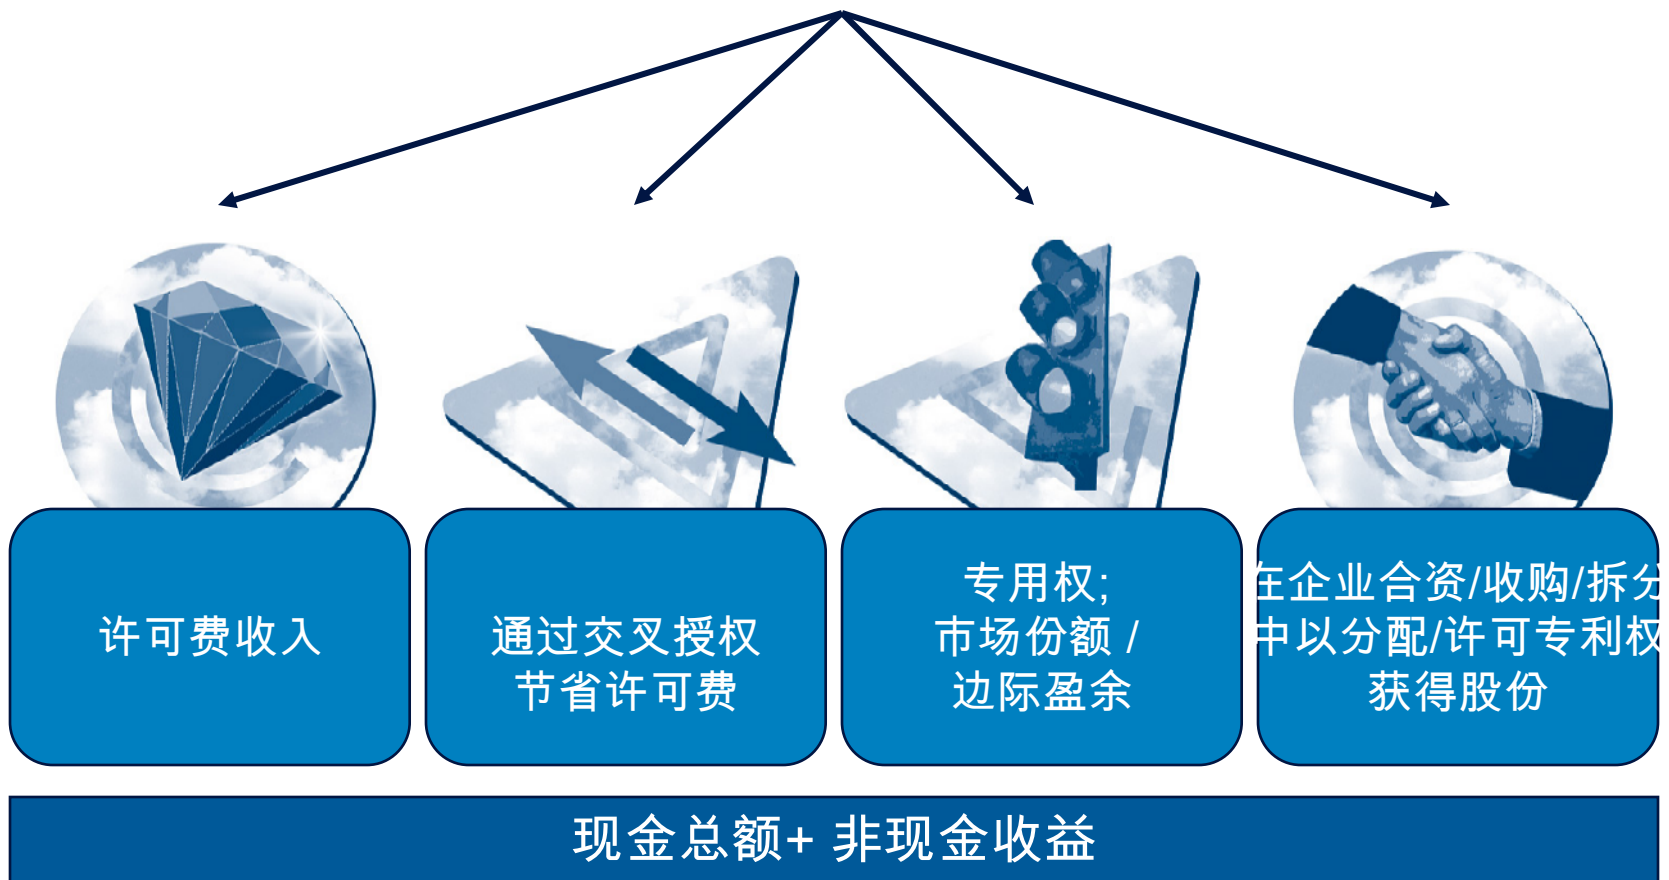 许可费收入
通过交叉授权
节省许可费
专用权;
市场份额 /
边际盈余
在企业合资/收购/拆分
中以分配/许可专利权
获得股份
现金总额+ 非现金收益